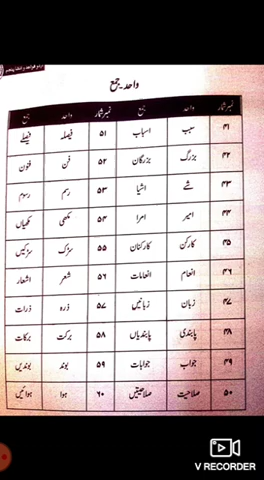 واحد۔جمع
نمبر شمار واحد جمع نمبر شمار واحد جمع
۴۱ سبب اسباب ۵۱ فیصلہ فیصلے
۴۲ بزرگ بزرگان ۵۲ فن فنون
۴۳ شے اشیا ۵۳ رسم رسوم
۴۴ امیر امرا ۵۴ مکھی مکھیاں
۴۵ کارکن کارکنان ۵۵ سڑک سڑکیں
۴۶ انعام انعامات ۵۶ شعر اشعار
۴۷ زبان زبانیں ۵۷ ذرہ ذرات
۴۸ پابندی پابندیاں ۵۸ برکت برکات
۴۹ جواب جوابات ۵۹ بوند بوندیں
۵۰ صلاحیت صلاحیتیں ۶۰ ہوا ہوائیں
V RECORDER